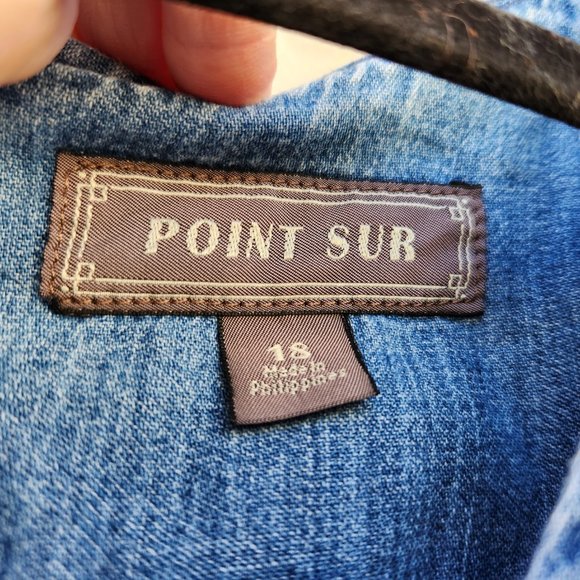 POINT SUR
18
Made in
Philippines